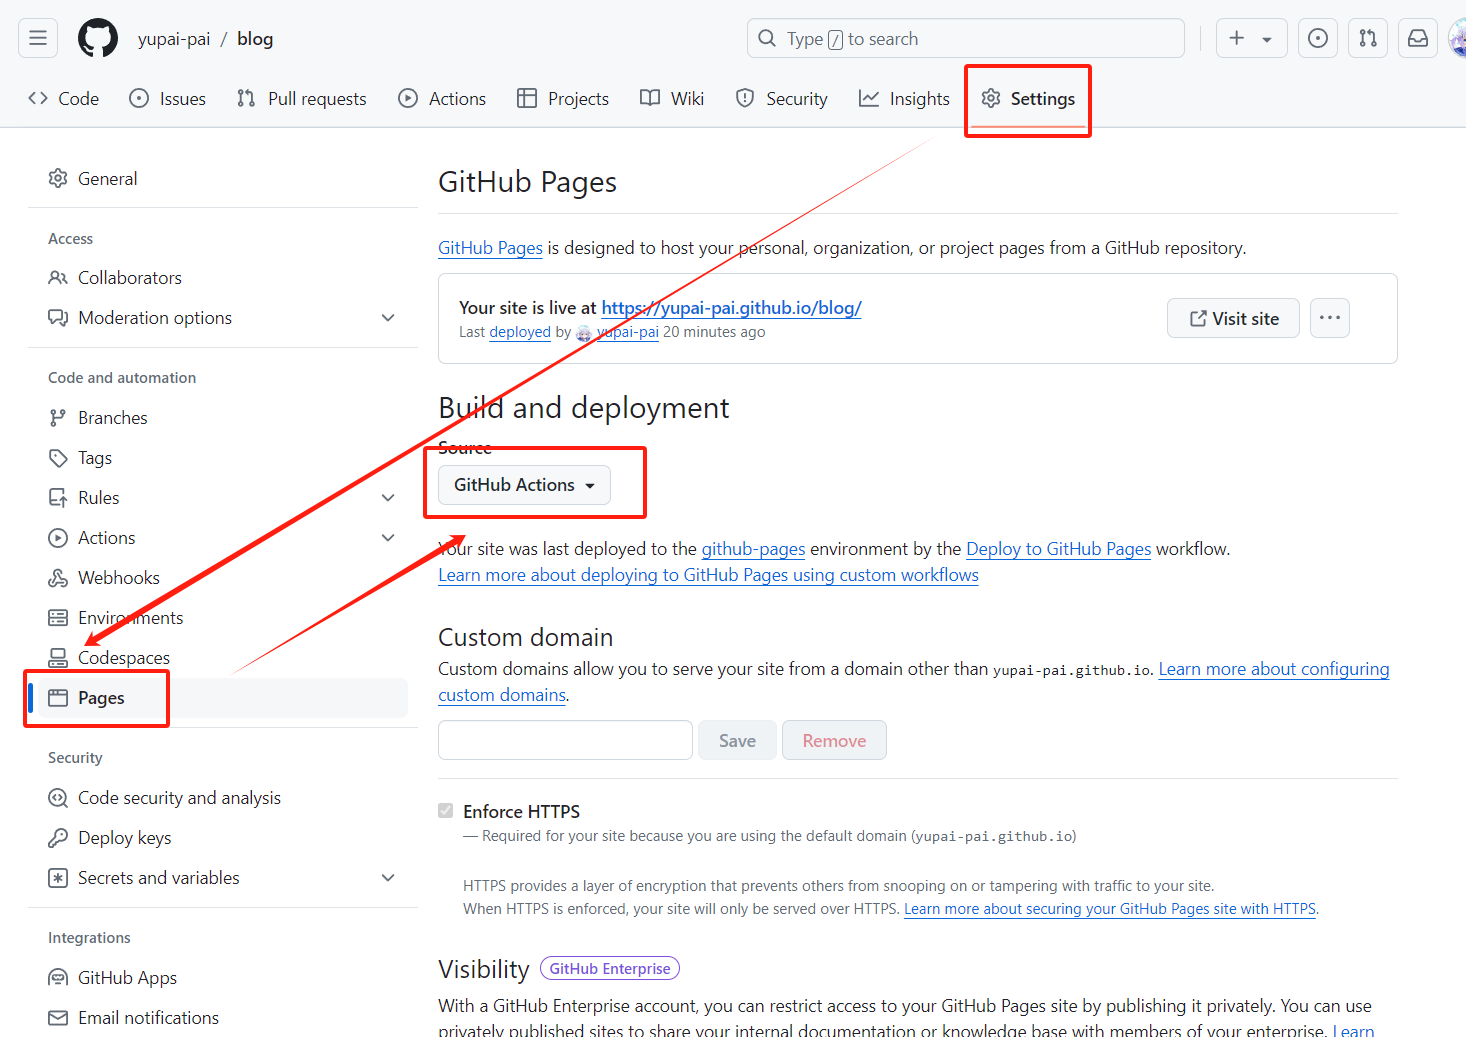 yupai-pai / blog
Type / to search
Code Issues Pull requests Actions Projects Wiki Security Insights Settings
General
Access
Collaborators
Moderation options
Code and automation
Branches
Tags
Rules
Actions
Webhooks
Environments
Codespaces
Pages
Security
Code security and analysis
Deploy keys
Secrets and variables
Integrations
GitHub Apps
Email notifications
GitHub Pages
GitHub Pages is designed to host your personal, organization, or project pages from a GitHub repository.
Your site is live at https://yupai-pai.github.io/blog/
Last deployed by yupai-pai 20 minutes ago
Visit site
Build and deployment
Source
GitHub Actions
Your site was last deployed to the github-pages environment by the Deploy to GitHub Pages workflow.
Learn more about deploying to GitHub Pages using custom workflows
Custom domain
Custom domains allow you to serve your site from a domain other than yupai-pai.github.io. Learn more about configuring
custom domains.
Save Remove
Enforce HTTPS
— Required for your site because you are using the default domain (yupai-pai.github.io)
HTTPS provides a layer of encryption that prevents others from snooping on or tampering with traffic to your site.
When HTTPS is enforced, your site will only be served over HTTPS. Learn more about securing your GitHub Pages site with HTTPS.
Visibility GitHub Enterprise
With a GitHub Enterprise account, you can restrict access to your GitHub Pages site by publishing it privately. You can use
privately published sites to share your internal documentation or knowledge base with members of your enterprise. Learn